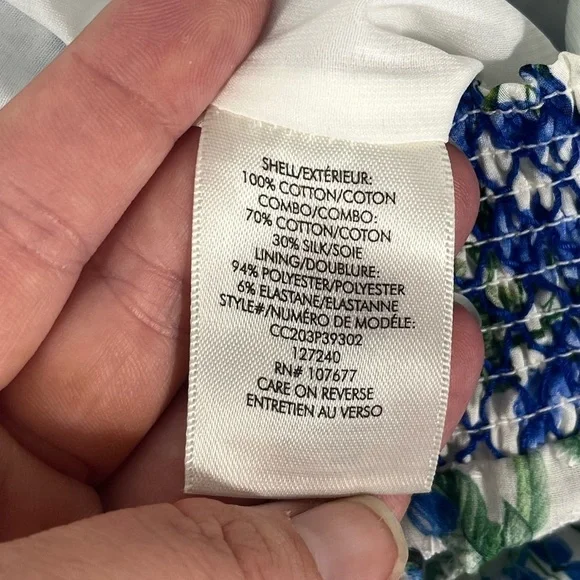 SHELL/EXTÉRIEUR:
100% COTTON/COTON
COMBO/COMBO:
70% COTTON/COTON
30% SILK/SOIE
LINING/DOUBLURE:
94% POLYESTER/POLYESTER
6% ELASTANE/ELASTANNE
STYLE#/NUMÉRO DE MODÉLE:
CC203P39302
127240
RN# 107677
CARE ON REVERSE
ENTRETIEN AU VERSO